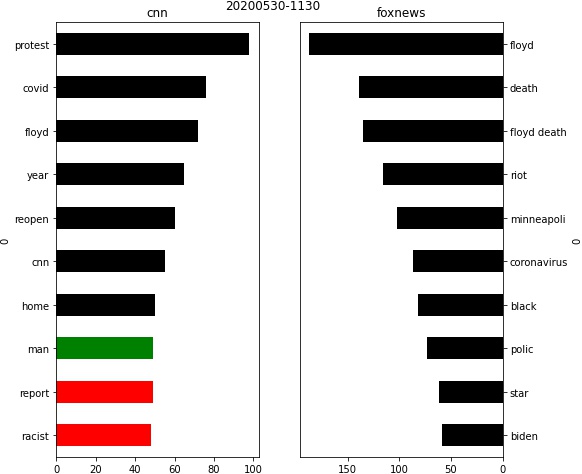 20200530-1130
cnn
foxnews
protest
covid
floyd
year
reopen
cnn
home
man
report
racist
0
0 20 40 60 80 100
floyd
death
floyd death
riot
minneapoli
coronavirus
black
polic
star
biden
0
150 100 50 0